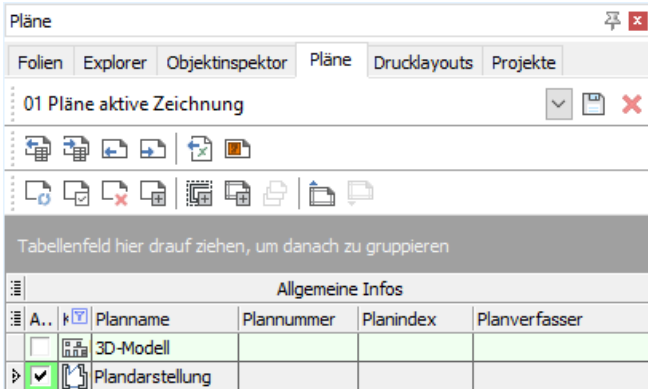 Pläne
Folien Explorer Objektinspektor Pläne Drucklayouts Projekte
01 Pläne aktive Zeichnung
Tabellenfeld hier drauf ziehen, um danach zu gruppieren
Allgemeine Infos
A.. Planname Plannummer Planindex Planverfasser
3D-Modell
Plandarstellung